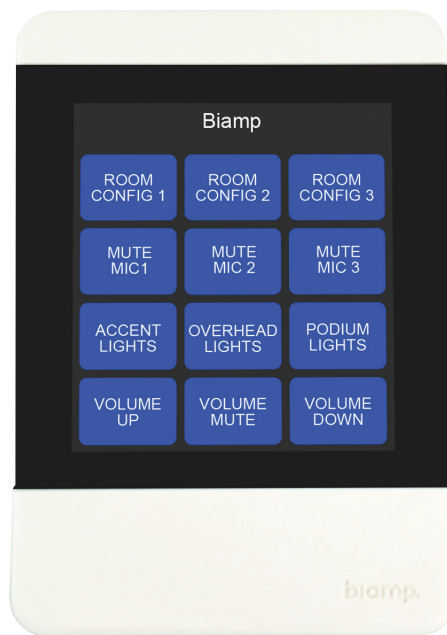 Biamp
ROOM
CONFIG 1
ROOM
CONFIG 2
ROOM
CONFIG 3
MUTE
MIC1
MUTE
MIC 2
MUTE
MIC 3
ACCENT
LIGHTS
OVERHEAD
LIGHTS
PODIUM
LIGHTS
VOLUME
UP
VOLUME
MUTE
VOLUME
DOWN
biamp.